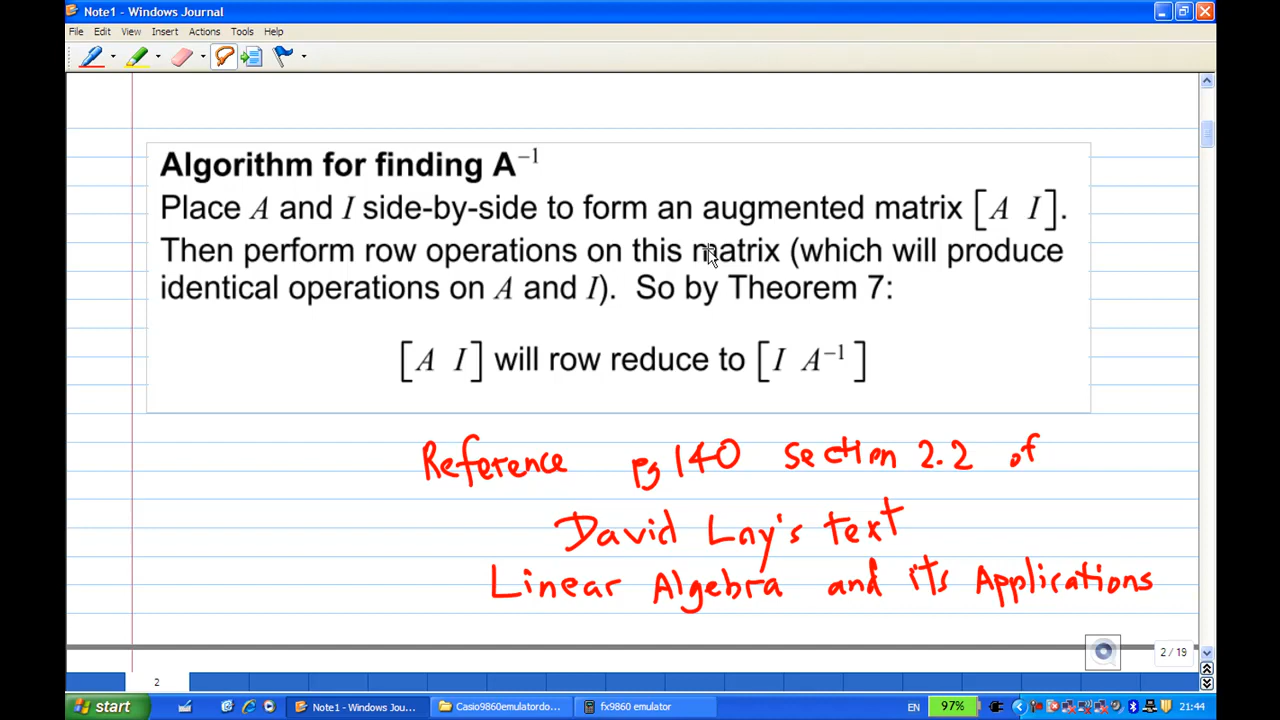 Note1 - Windows Journal
File Edit View Insert Actions Tools Help
Algorithm for finding A⁻¹
Place A and I side-by-side to form an augmented matrix [A I].
Then perform row operations on this matrix (which will produce
identical operations on A and I). So by Theorem 7:
[A I] will row reduce to [I A⁻¹]
Reference pg 140 Section 2.2 of
David Lay's text
Linear Algebra and its Applications
2 / 19
2
start Note1 - Windows Jour... Casio9860emulatordo... fx9860 emulator EN 97% 21:44